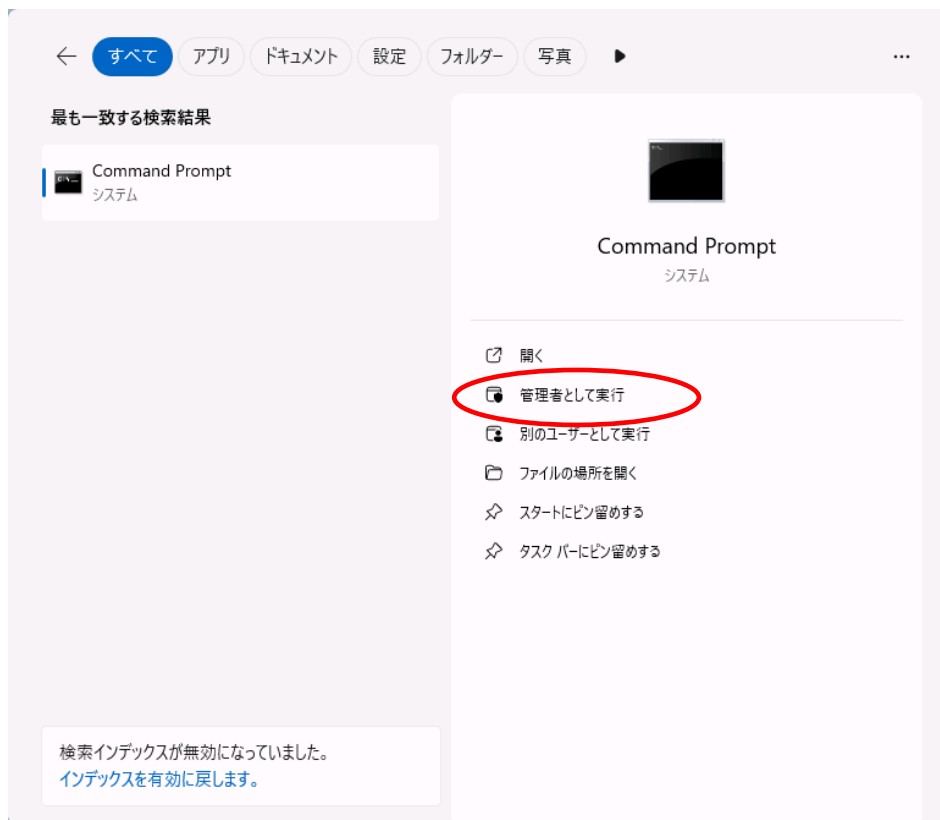 すべて アプリ ドキュメント 設定 フォルダー 写真
最も一致する検索結果
Command Prompt
システム
Command Prompt
システム
開く
管理者として実行
別のユーザーとして実行
ファイルの場所を開く
スタートにピン留めする
タスク バーにピン留めする
検索インデックスが無効になっていました。
インデックスを有効に戻します。